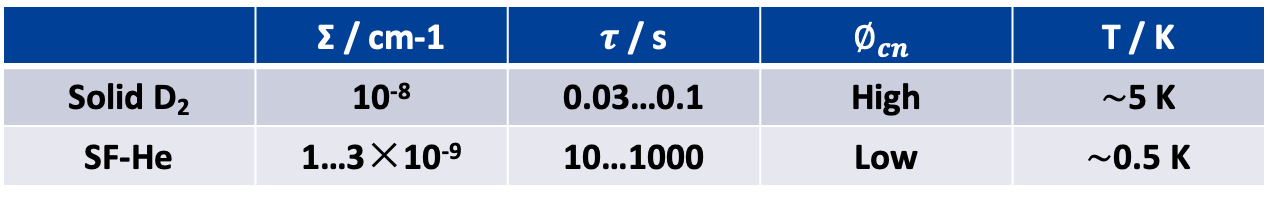 Σ / cm-1 τ / s Ø_cn T / K
Solid D₂ 10⁻⁸ 0.03...0.1 High ~5 K
SF-He 1...3×10⁻⁹ 10...1000 Low ~0.5 K